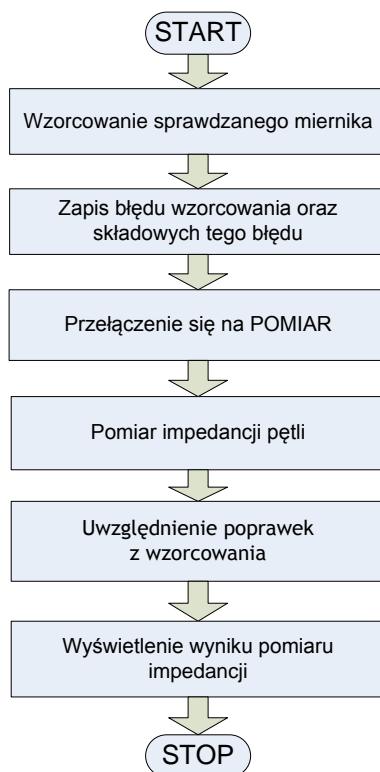 START
Wzorcowanie sprawdzanego miernika
Zapis błędu wzorcowania oraz
składowych tego błędu
Przełączenie się na POMIAR
Pomiar impedancji pętli
Uwzględnienie poprawek
z wzorcowania
Wyświetlenie wyniku pomiaru
impedancji
STOP